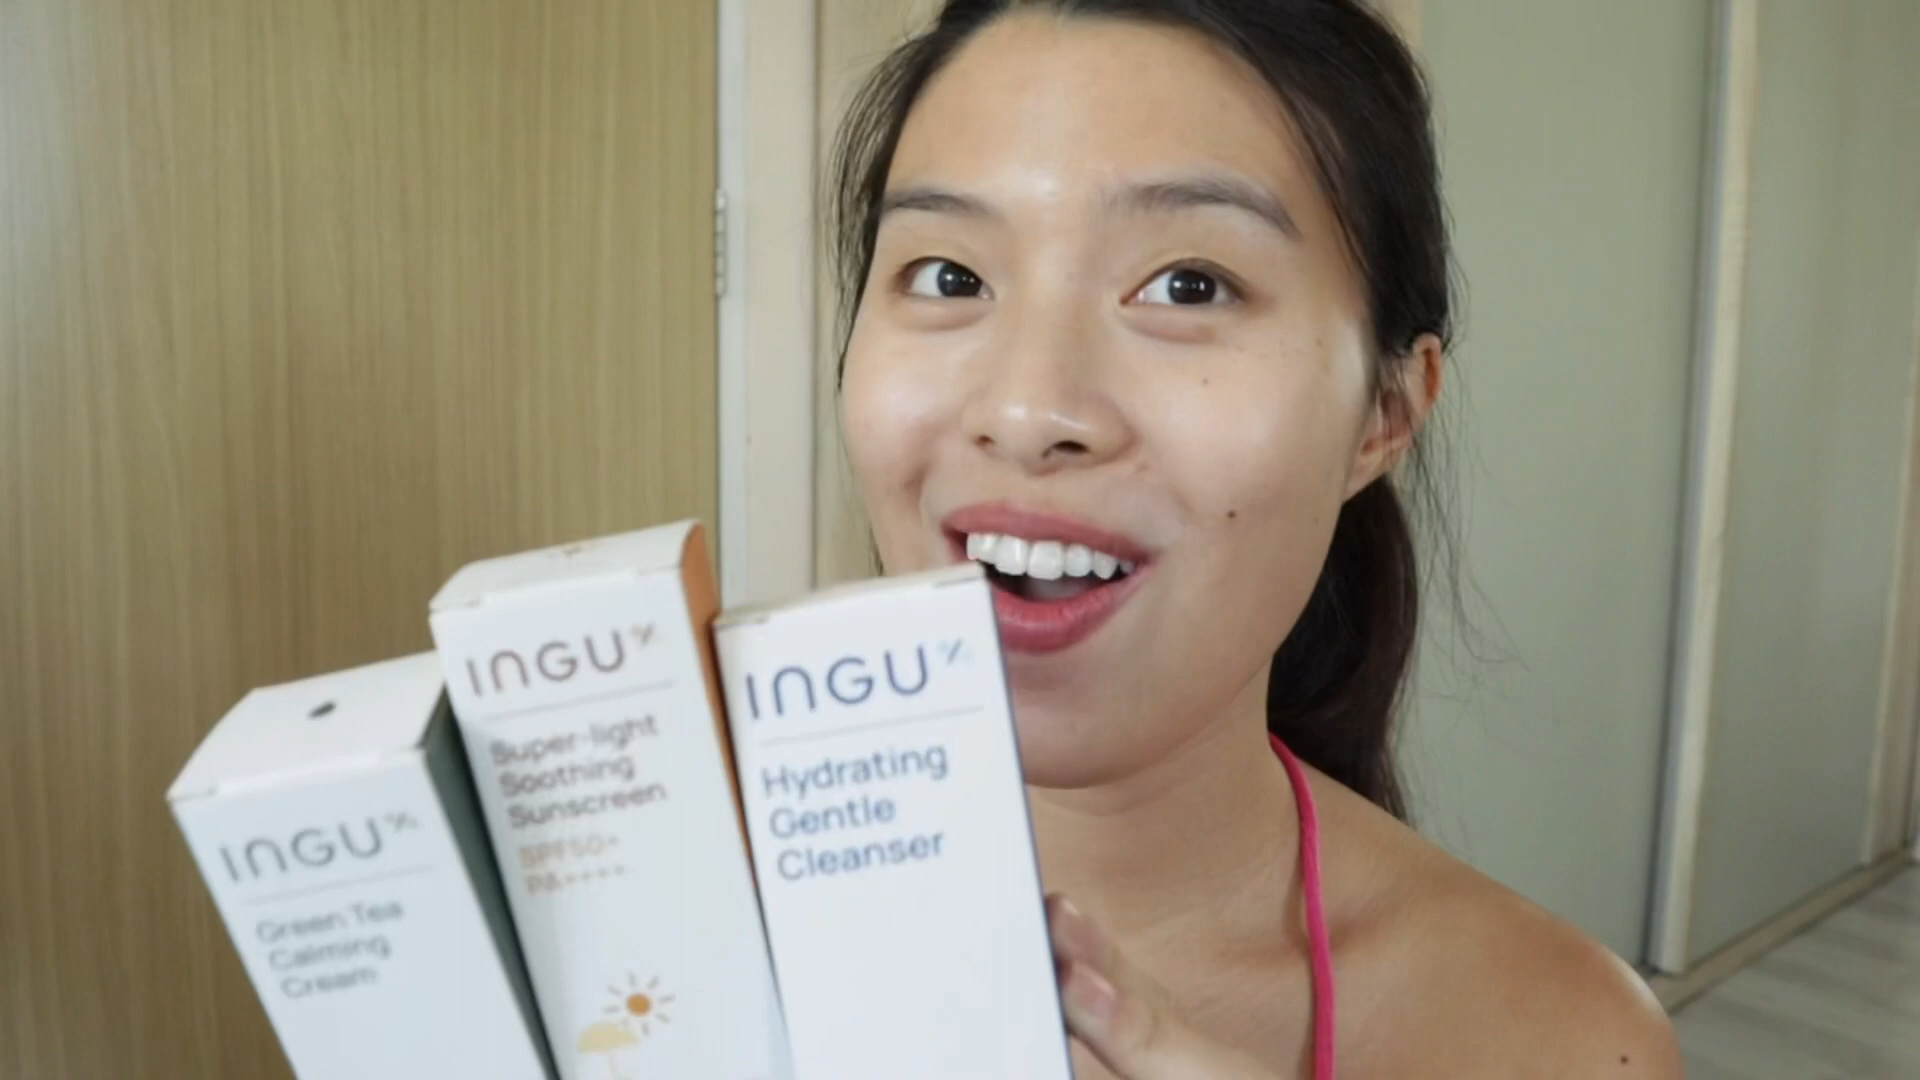 INGU
Green Tea
Calming
Cream
INGU
Super-light
Soothing
Sunscreen
SPF50+
PA++++
INGU
Hydrating
Gentle
Cleanser